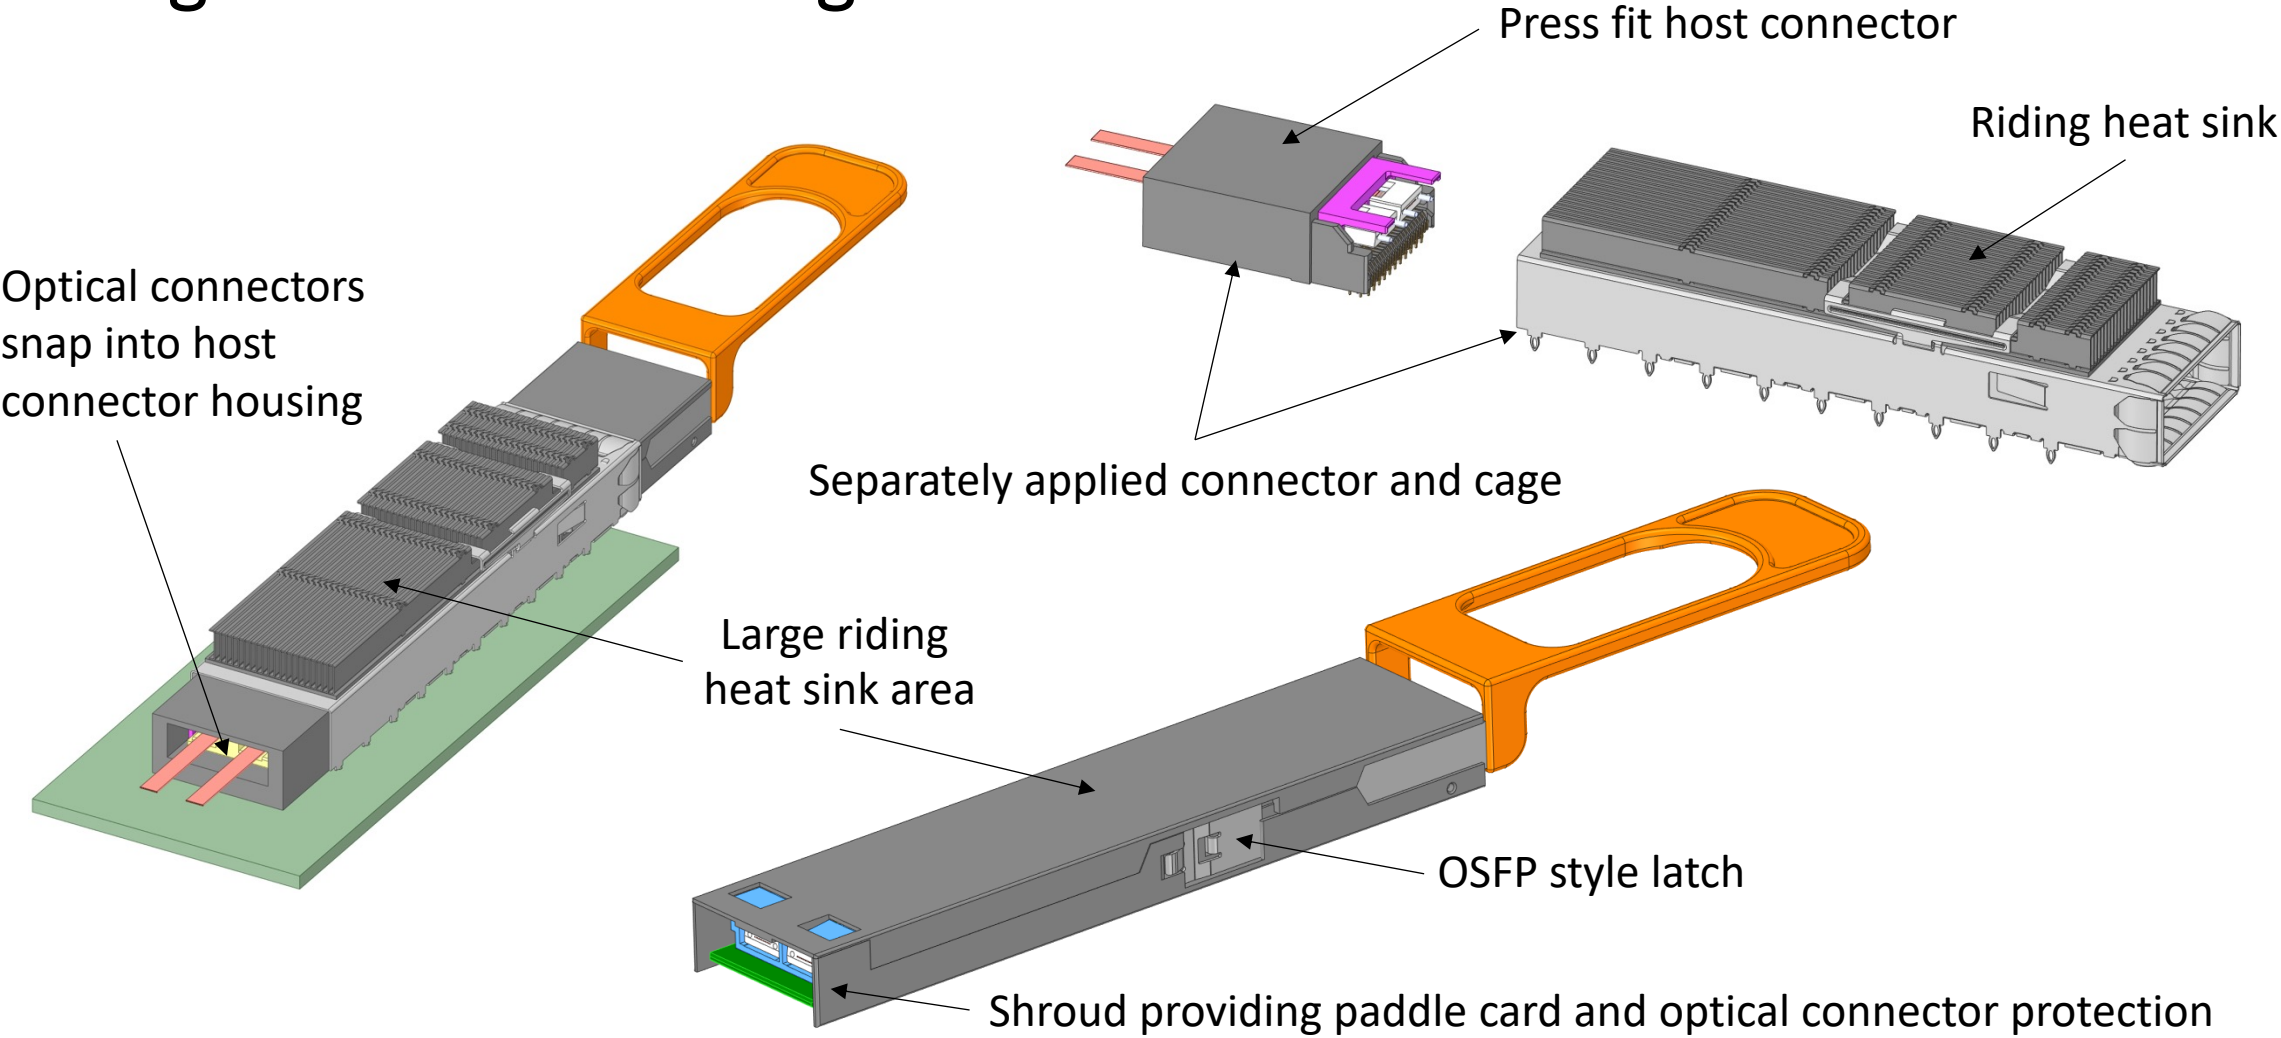 Press fit host connector
Riding heat sink
Optical connectors
snap into host
connector housing
Separately applied connector and cage
Large riding
heat sink area
OSFP style latch
Shroud providing paddle card and optical connector protection